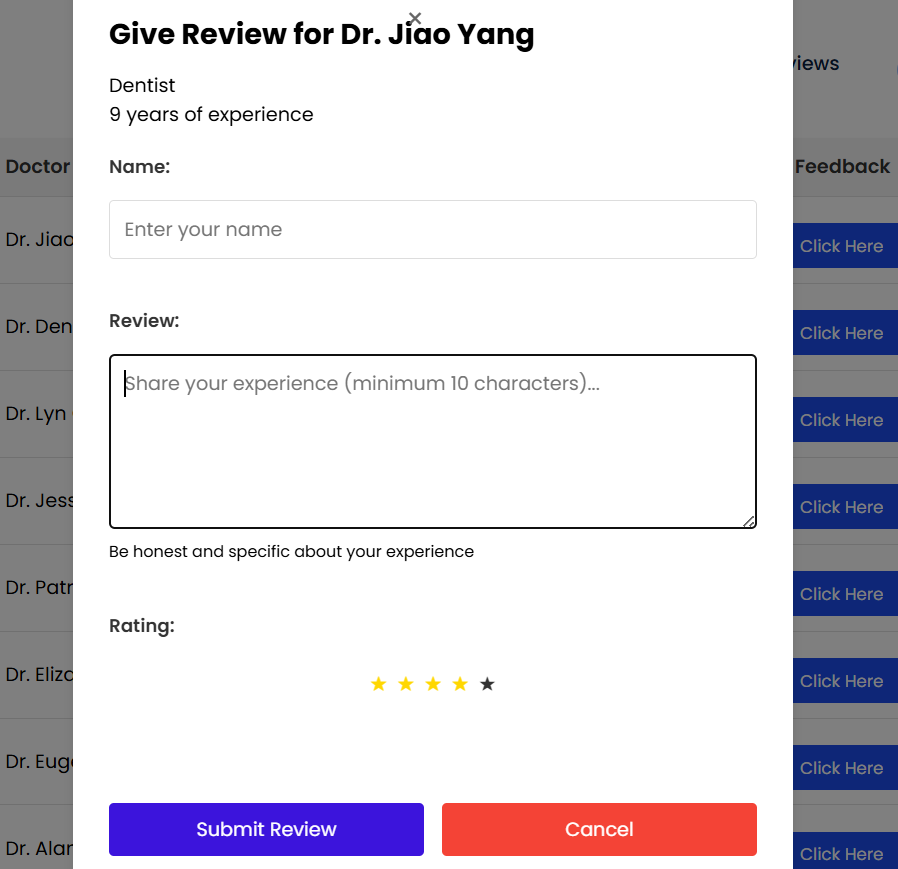 ×
Give Review for Dr. Jiao Yang
Dentist
9 years of experience
Name:
Enter your name
Review:
Share your experience (minimum 10 characters)...
Be honest and specific about your experience
Rating:
★ ★ ★ ★ ★
Submit Review
Cancel
Doctor
Feedback
Dr. Jiao
Click Here
Dr. Den
Click Here
Dr. Lyn
Click Here
Dr. Jess
Click Here
Dr. Patr
Click Here
Dr. Eliza
Click Here
Dr. Euge
Click Here
Dr. Alan
Click Here